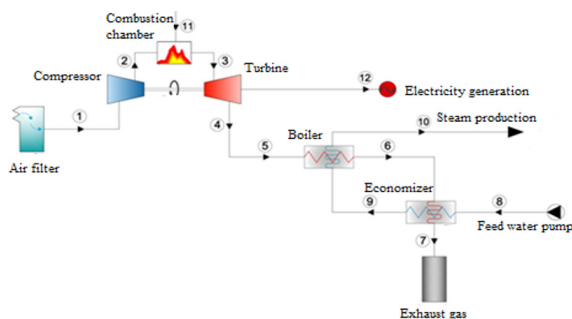 Combustion
chamber
11
2
3
Compressor
Turbine
12
Electricity generation
1
4
10
Steam production
Boiler
5
6
Air filter
Economizer
9
8
Feed water pump
7
Exhaust gas